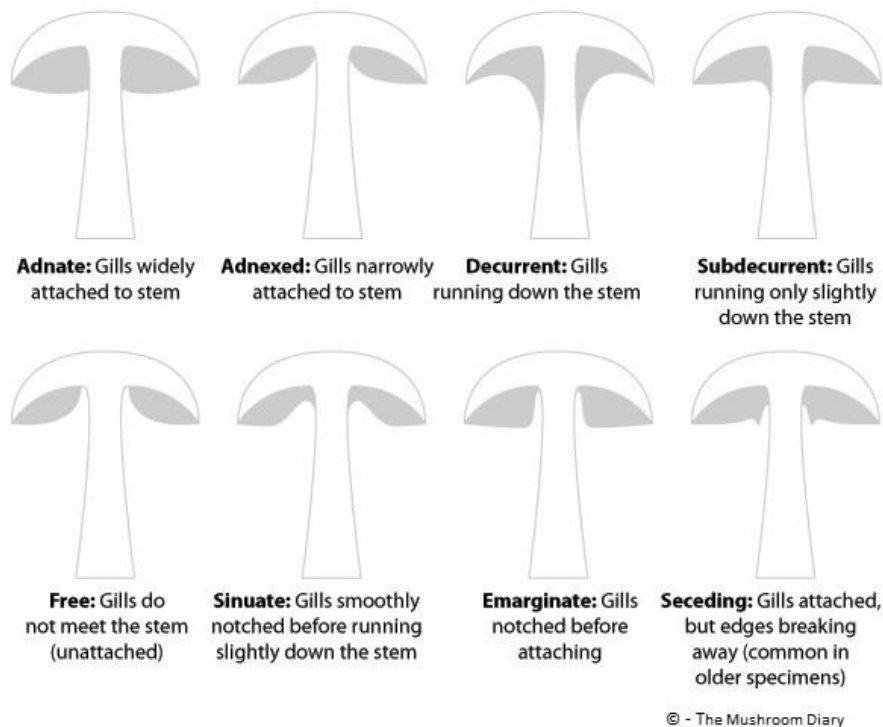 Adnate: Gills widely
attached to stem
Adnexed: Gills narrowly
attached to stem
Decurrent: Gills
running down the stem
Subdecurrent: Gills
running only slightly
down the stem
Free: Gills do
not meet the stem
(unattached)
Sinuate: Gills smoothly
notched before running
slightly down the stem
Emarginate: Gills
notched before
attaching
Seceding: Gills attached,
but edges breaking
away (common in
older specimens)
© - The Mushroom Diary